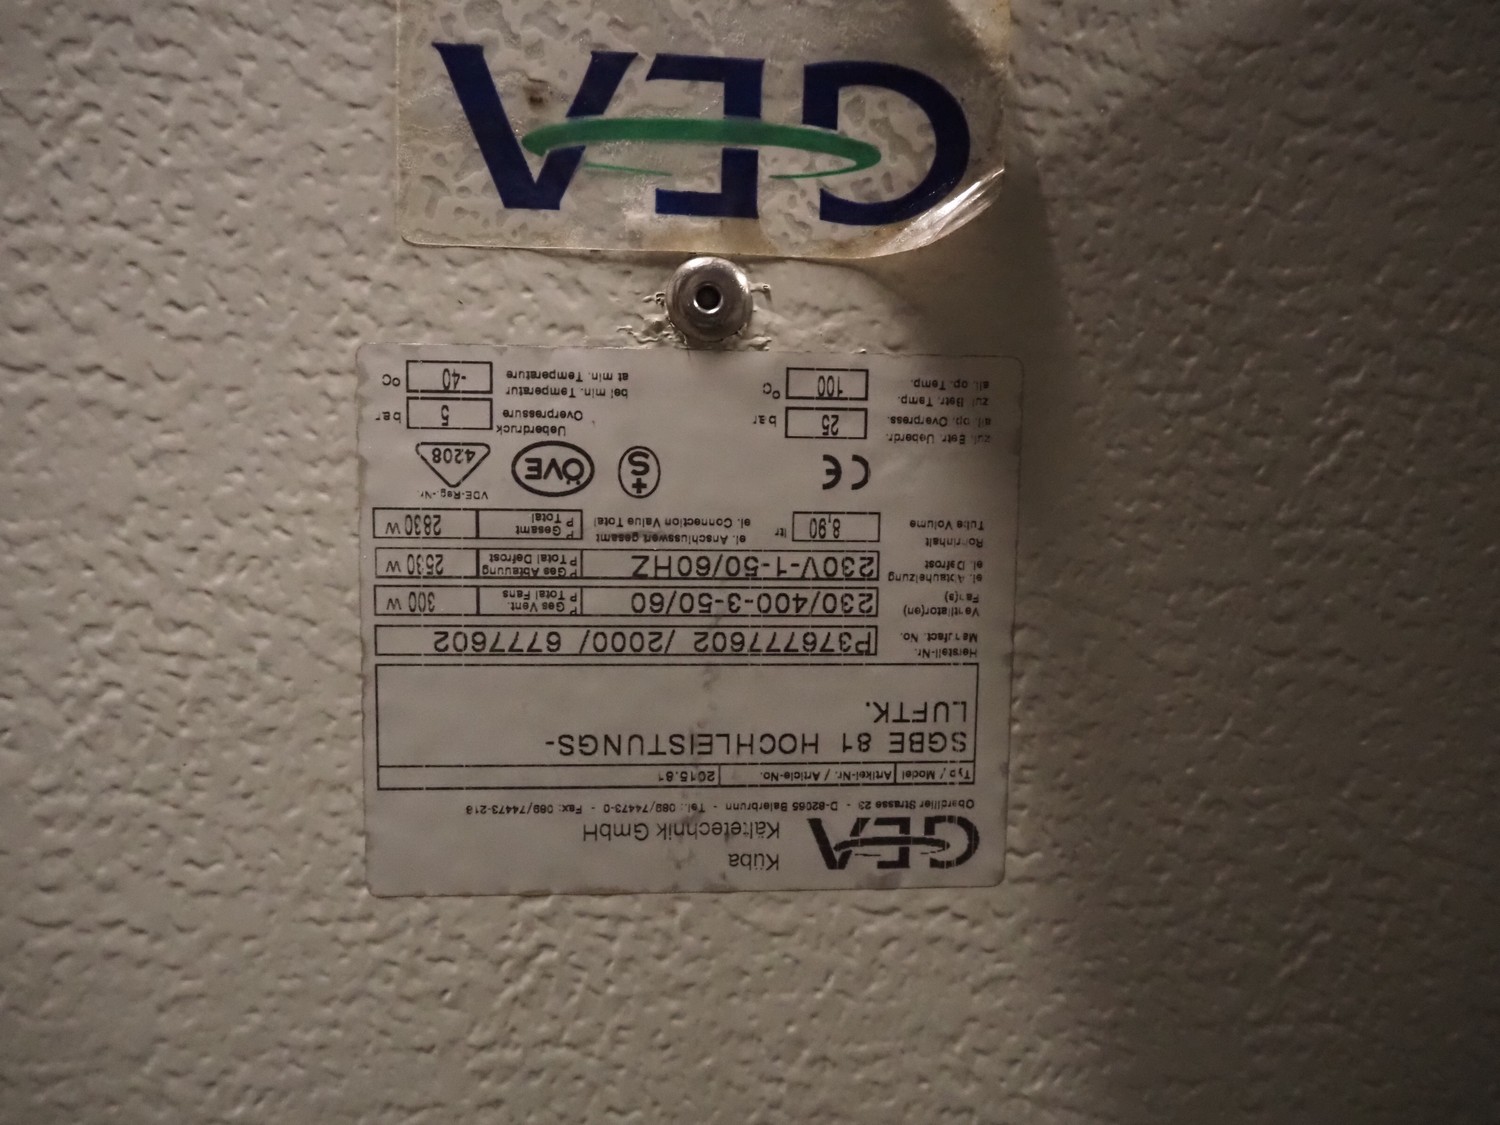 GEA
GEA Küba
Kältetechnik GmbH
Oberdiller Strasse 23 - D-82065 Baierbrunn - Tel.: 089/74473-0 - Fax: 089/74473-218
Typ / Model Artikel-Nr. / Article-No. 2015.81
SGBE 81 HOCHLEISTUNGS-
LUFTK.
Herstell-Nr.
Manufact. No. P376777602 /2000/ 6777602
Ventilator(en)
Fan(s) 230/400-3-50/60 P Ges Vent.
P Total Fans 300 W
el. Abtauheizung
el. Defrost 230V-1-50/60HZ P Ges Abtauung
P Total Defrost 2530 W
Rohrinhalt
Tube Volume 8,90 ltr el. Anschlusswert gesamt
el. Connection Value Total P Gesamt
P Total 2830 W
CE +S ÖVE VDE-Reg.-Nr. 4208
zul. Betr. Ueberdr.
all. op. Overpress. 25 bar Ueberdruck
Overpressure 5 bar
zul. Betr. Temp.
all. op. Temp. 100 °C bei min. Temperatur
at min. Temperature -40 °C